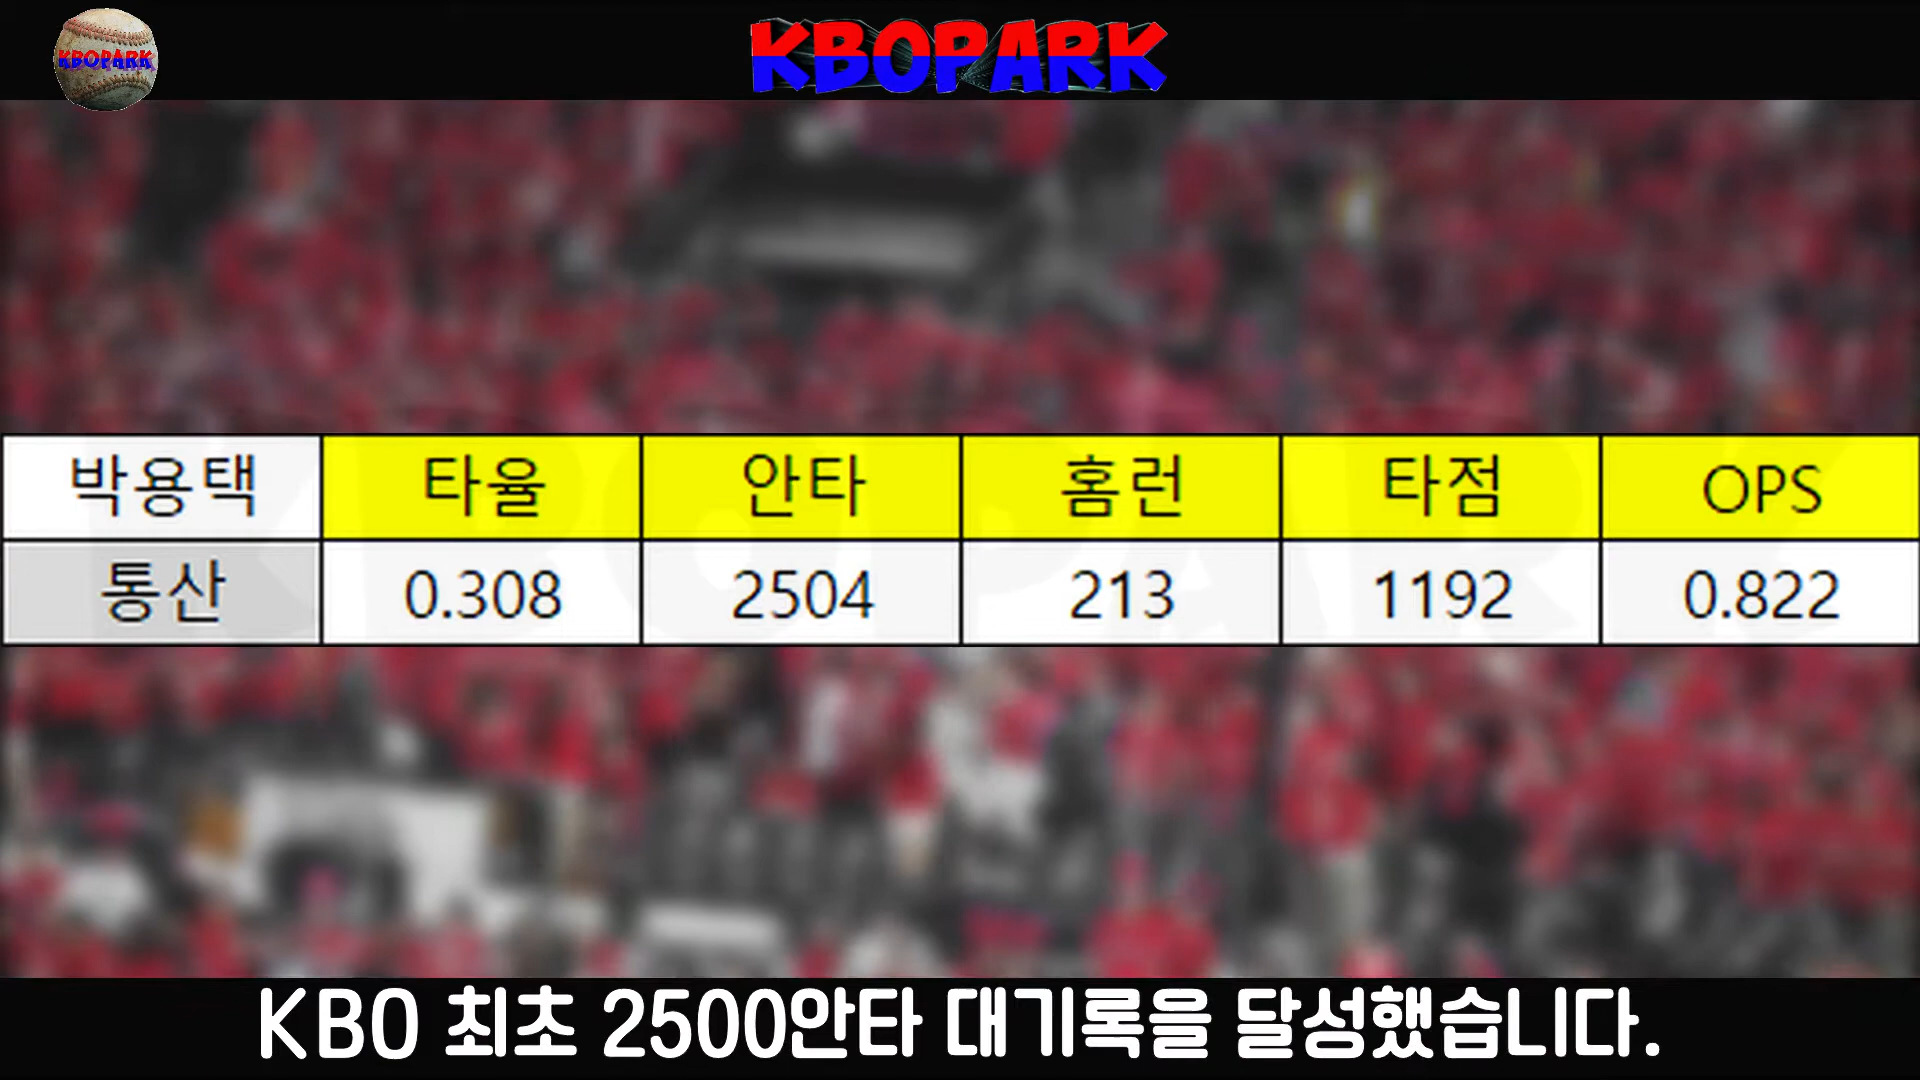 KBOPARK
KBOPARK
박용택 타율 안타 홈런 타점 OPS
통산 0.308 2504 213 1192 0.822
KBO 최초 2500안타 대기록을 달성했습니다.